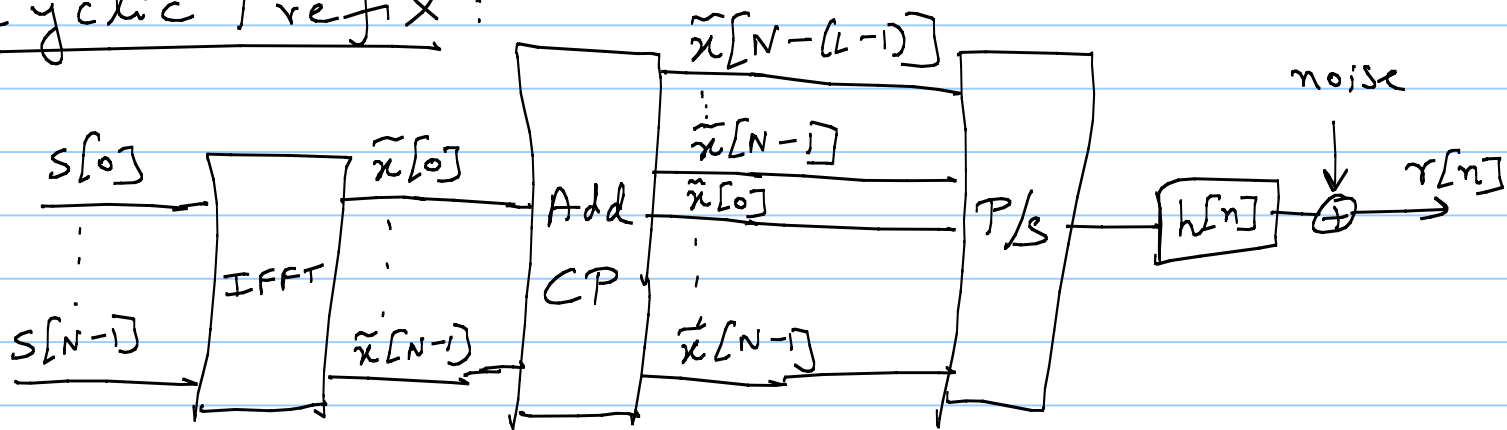 yclic Prefix:
x̃[N-(L-1)]
noise
x̃[N-1]
S[0]
x̃[0]
r[n]
x̃[0]
Add
P/S
h[n]
+
IFFT
CP
S[N-1]
x̃[N-1]
x̃[N-1]